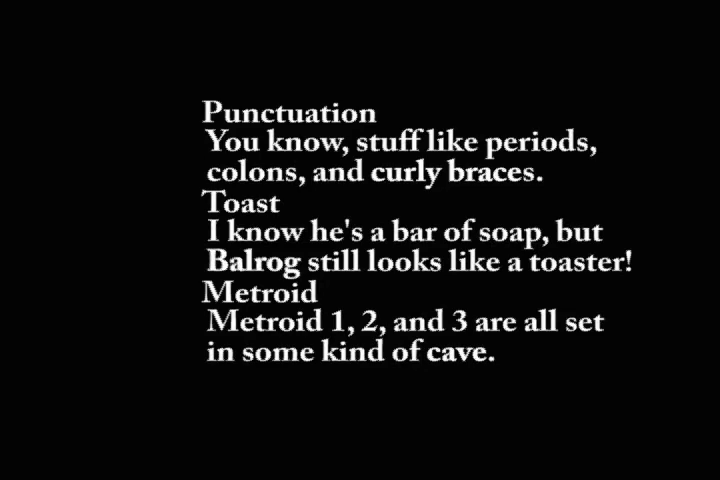 Punctuation
You know, stuff like periods,
colons, and curly braces.
Toast
I know he's a bar of soap, but
Balrog still looks like a toaster!
Metroid
Metroid 1, 2, and 3 are all set
in some kind of cave.